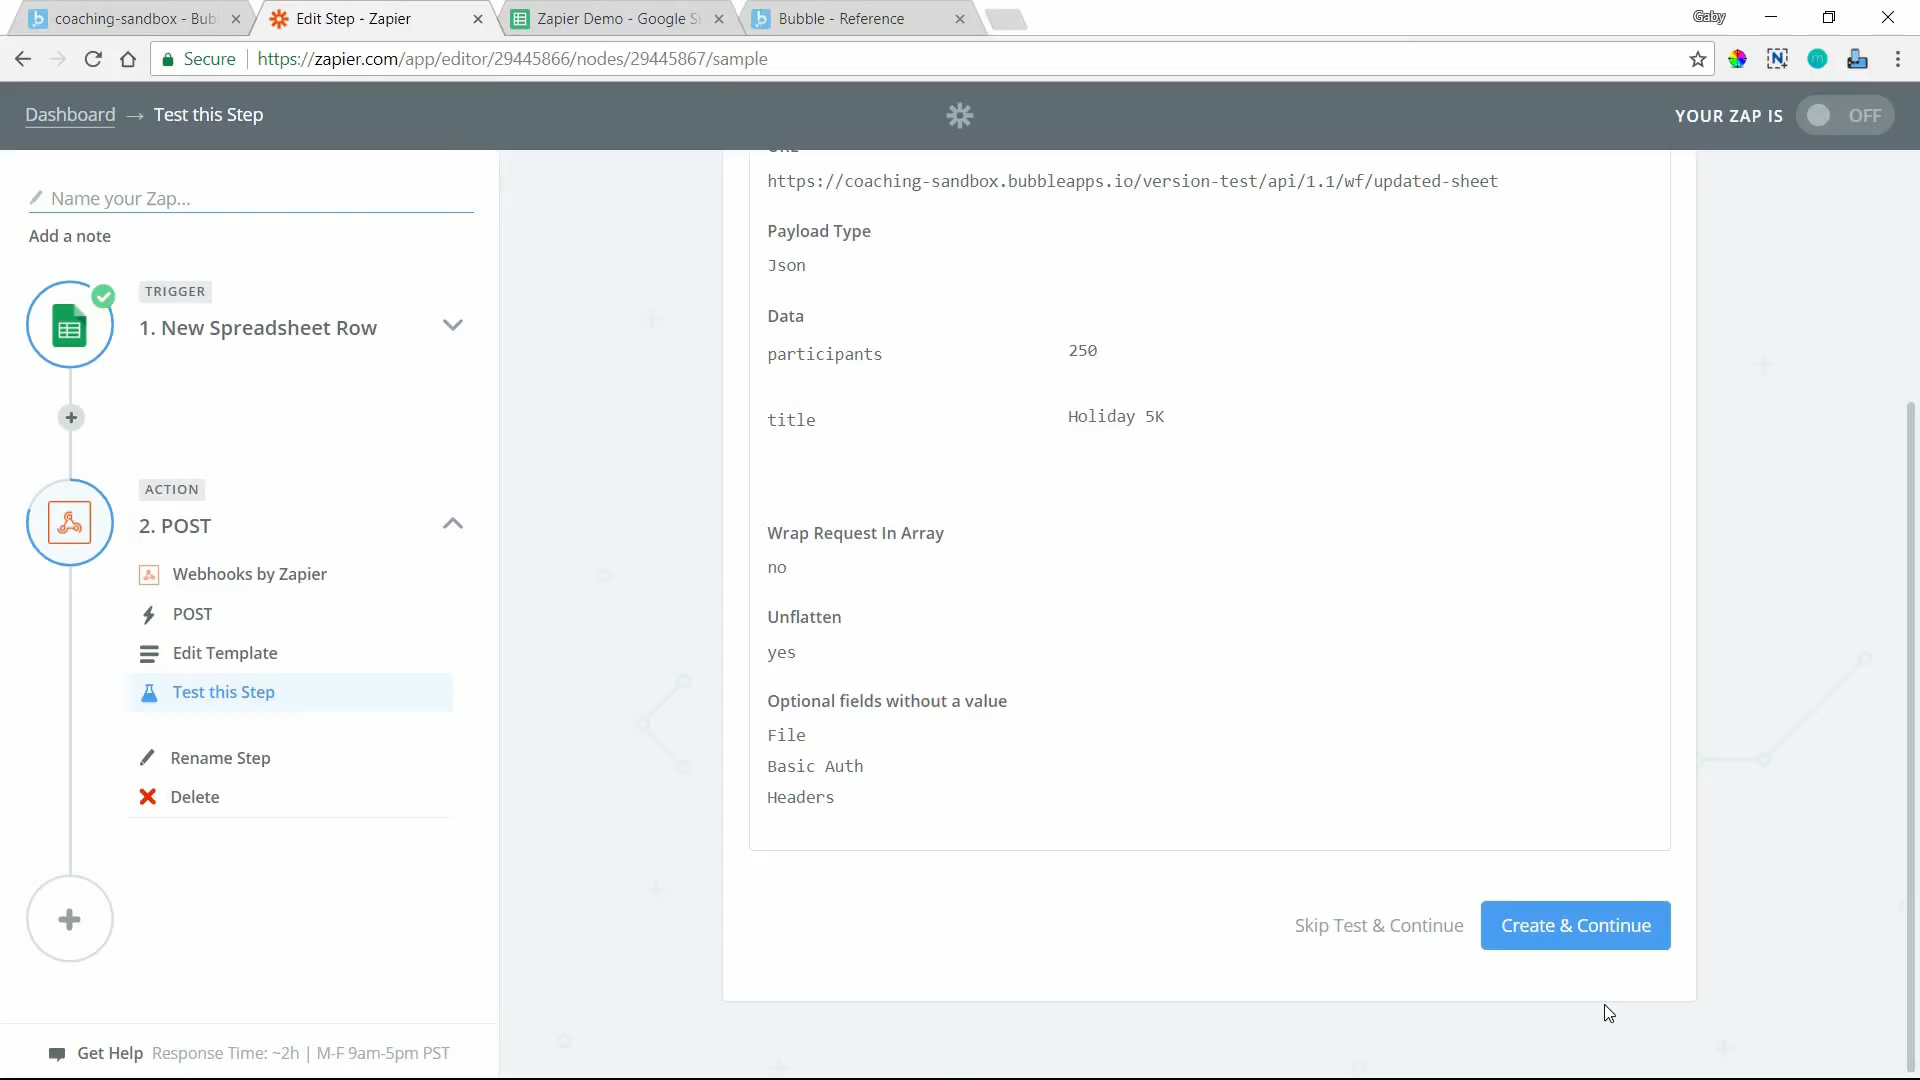 coaching-sandbox - Bub
Edit Step - Zapier
Zapier Demo - Google S
Bubble - Reference
Gaby
Secure
https://zapier.com/app/editor/29445866/nodes/29445867/sample
Dashboard → Test this Step
YOUR ZAP IS
OFF
Name your Zap...
Add a note
TRIGGER
1. New Spreadsheet Row
ACTION
2. POST
Webhooks by Zapier
POST
Edit Template
Test this Step
Rename Step
Delete
Get Help Response Time: ~2h | M-F 9am-5pm PST
URL
https://coaching-sandbox.bubbleapps.io/version-test/api/1.1/wf/updated-sheet
Payload Type
Json
Data
participants 250
title Holiday 5K
Wrap Request In Array
no
Unflatten
yes
Optional fields without a value
File
Basic Auth
Headers
Skip Test & Continue
Create & Continue